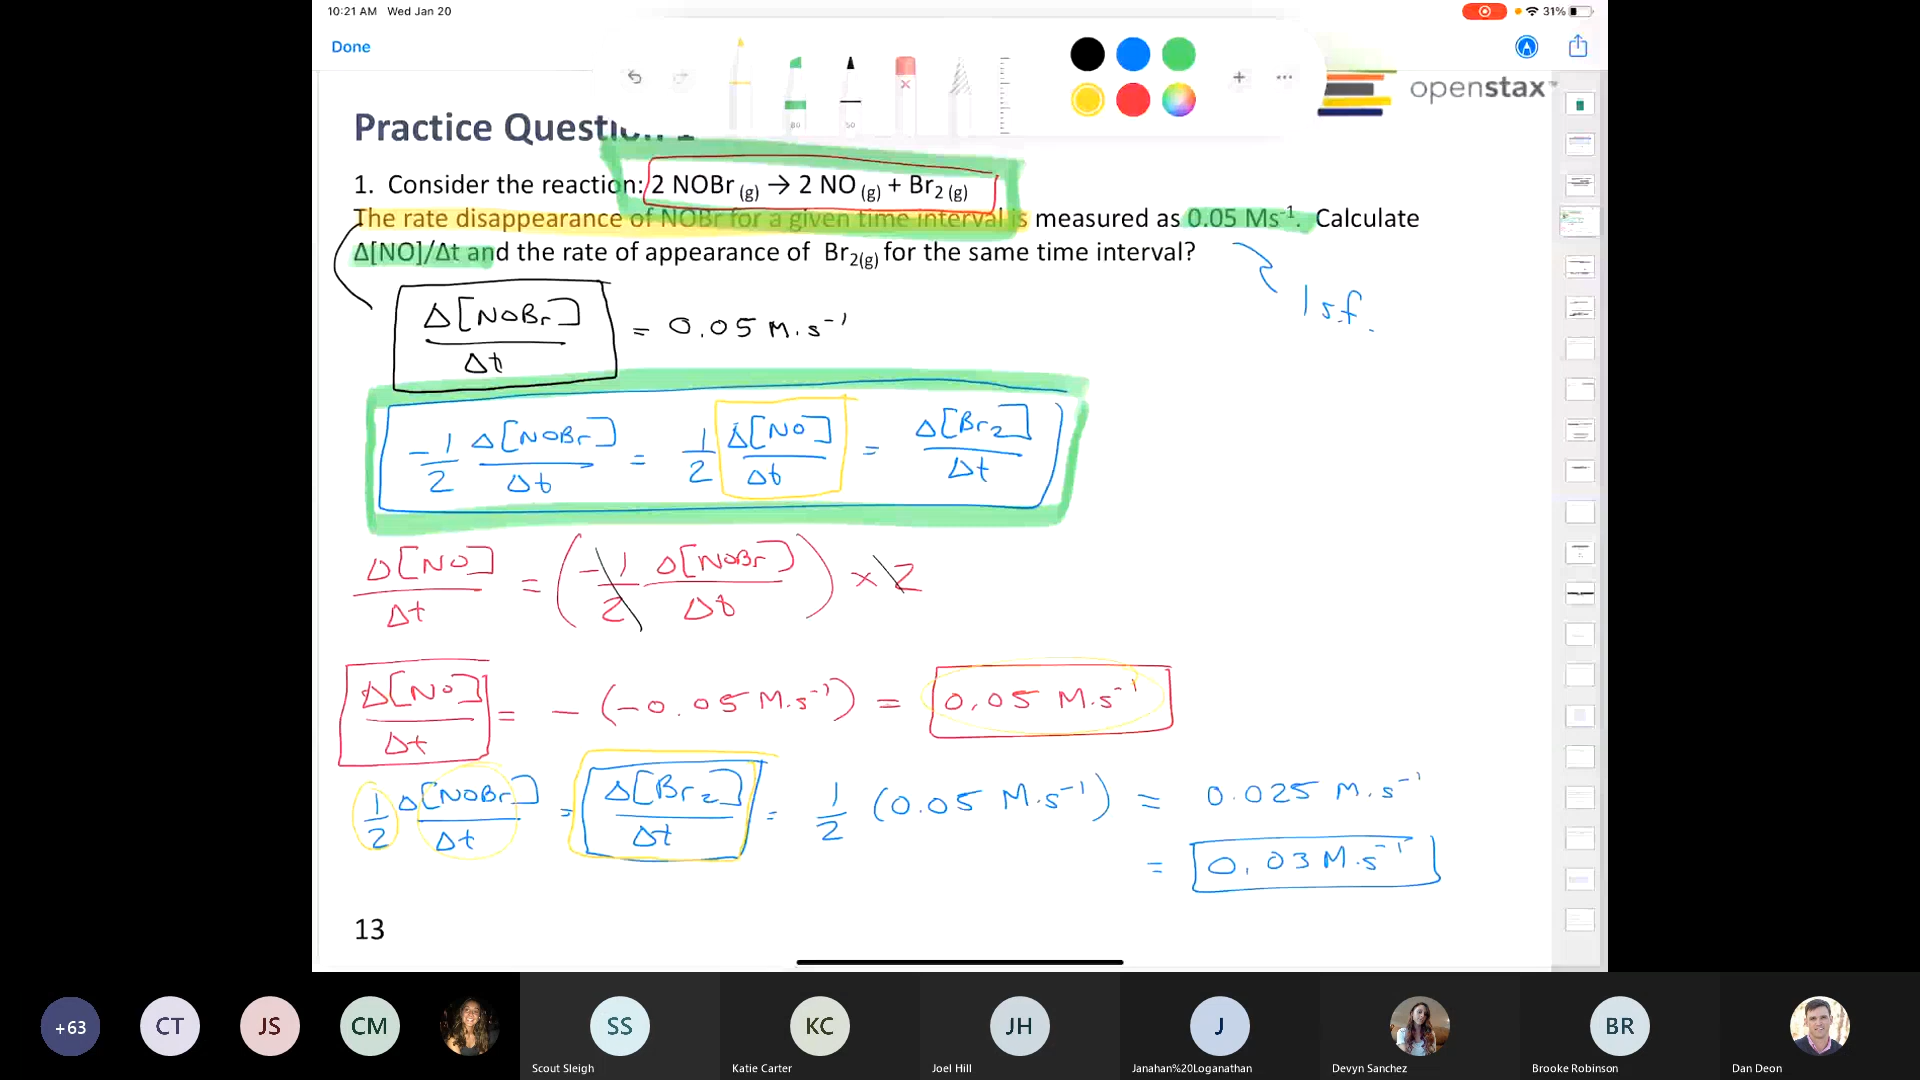 10:21 AM Wed Jan 20
31%
Done
openstax™
80
50
Practice Question 1
1. Consider the reaction: 2 NOBr (g) → 2 NO (g) + Br2 (g)
The rate disappearance of NOBr for a given time interval is measured as 0.05 Ms-1. Calculate
Δ[NO]/Δt and the rate of appearance of Br2(g) for the same time interval?
1 s.f.
Δ[NOBr]/Δt = 0.05 M.s-1
-1/2 Δ[NOBr]/Δt = 1/2 Δ[NO]/Δt = Δ[Br2]/Δt
Δ[NO]/Δt = (-1/2 Δ[NOBr]/Δt) × 2
Δ[NO]/Δt = - (-0.05 M.s-1) = 0.05 M.s-1
1/2 Δ[NOBr]/Δt = Δ[Br2]/Δt = 1/2 (0.05 M.s-1) = 0.025 M.s-1
= 0.03 M.s-1
13
+63
CT
JS
CM
SS
KC
JH
J
BR
Scout Sleigh
Katie Carter
Joel Hill
Janahan%20Loganathan
Devyn Sanchez
Brooke Robinson
Dan Deon